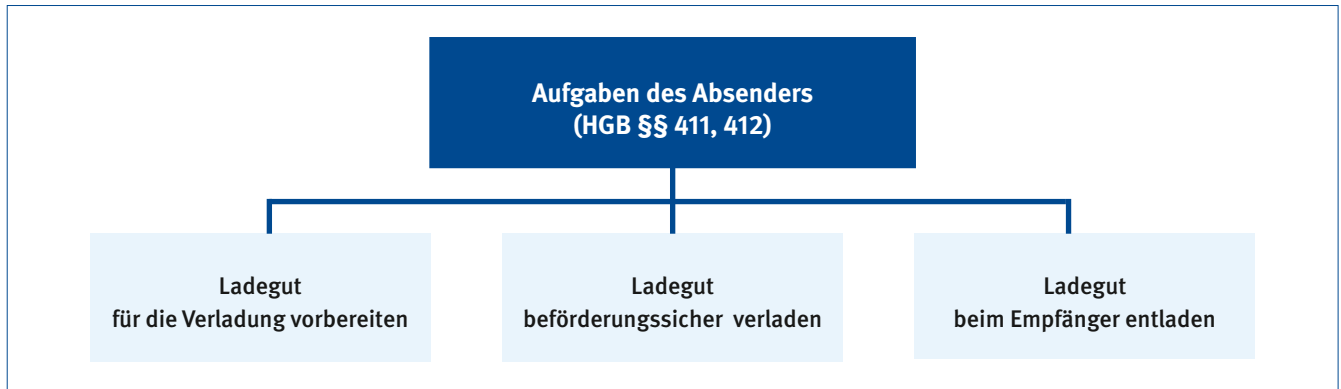 Aufgaben des Absenders
(HGB §§ 411, 412)
Ladegut
für die Verladung vorbereiten
Ladegut
beförderungssicher verladen
Ladegut
beim Empfänger entladen